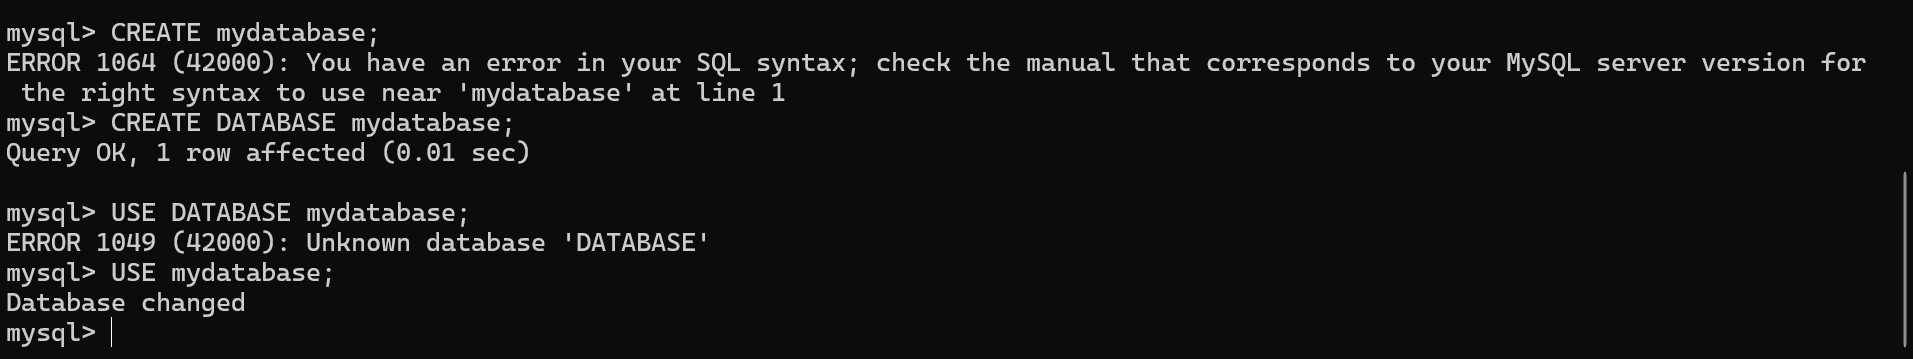 mysql> CREATE mydatabase;
ERROR 1064 (42000): You have an error in your SQL syntax; check the manual that corresponds to your MySQL server version for
 the right syntax to use near 'mydatabase' at line 1
mysql> CREATE DATABASE mydatabase;
Query OK, 1 row affected (0.01 sec)

mysql> USE DATABASE mydatabase;
ERROR 1049 (42000): Unknown database 'DATABASE'
mysql> USE mydatabase;
Database changed
mysql>